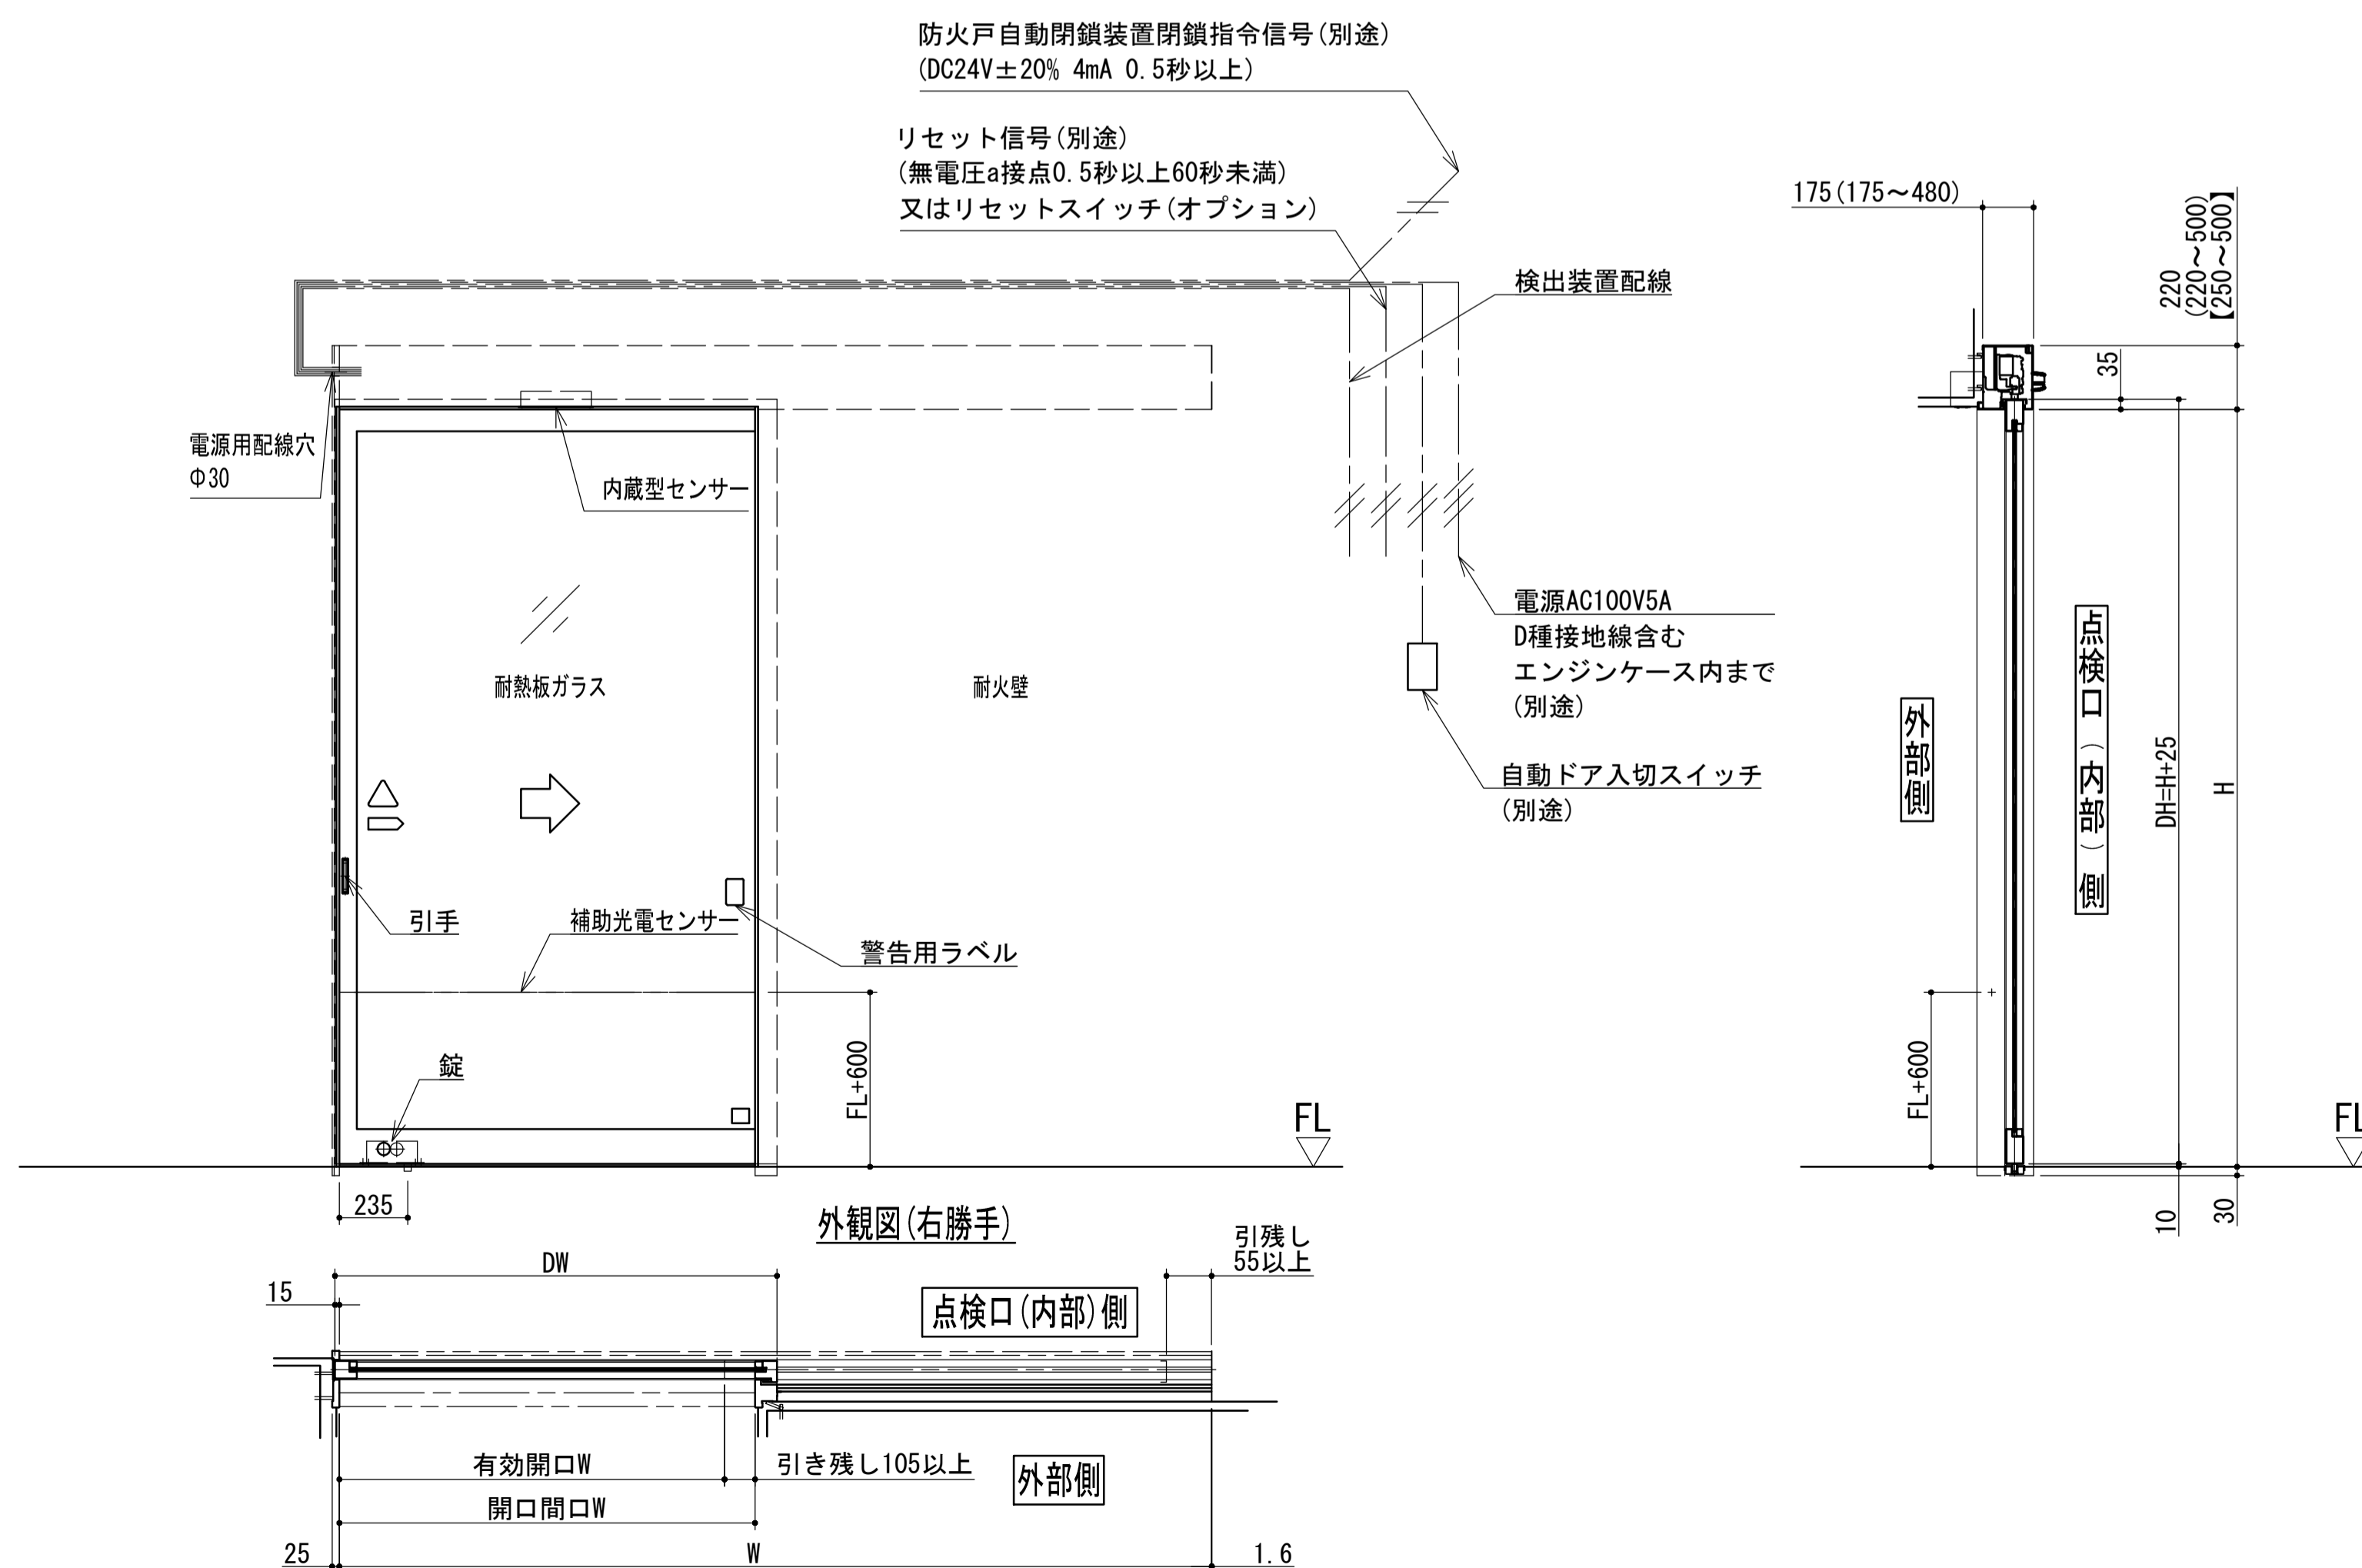 防火戸自動閉鎖装置閉鎖指令信号(別途)
(DC24V±20% 4mA 0.5秒以上)
リセット信号(別途)
(無電圧a接点0.5秒以上60秒未満)
又はリセットスイッチ(オプション)
検出装置配線
電源用配線穴
Φ30
内蔵型センサー
耐熱板ガラス
耐火壁
電源AC100V5A
D種接地線含む
エンジンケース内まで
(別途)
自動ドア入切スイッチ
(別途)
引手
補助光電センサー
警告用ラベル
錠
FL+600
FL
235
外観図(右勝手)
175(175～480)
220
(220～500)
【250～500】
35
外部側
点検口(内部)側
DH=H+25
H
FL+600
FL
10
30
DW
15
引残し
55以上
点検口(内部)側
有効開口W
引き残し105以上
外部側
開口間口W
25
W
1.6